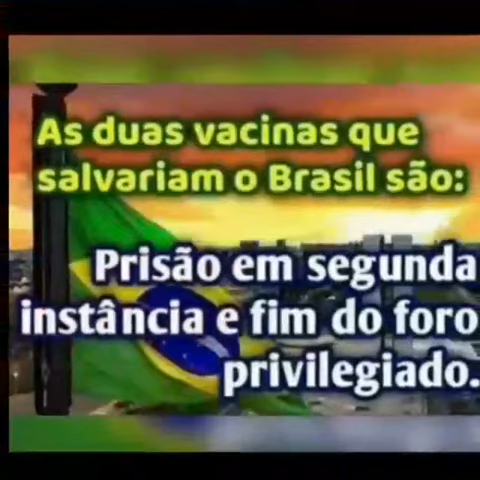 As duas vacinas que
salvariam o Brasil são:
Prisão em segunda
instância e fim do foro
privilegiado.